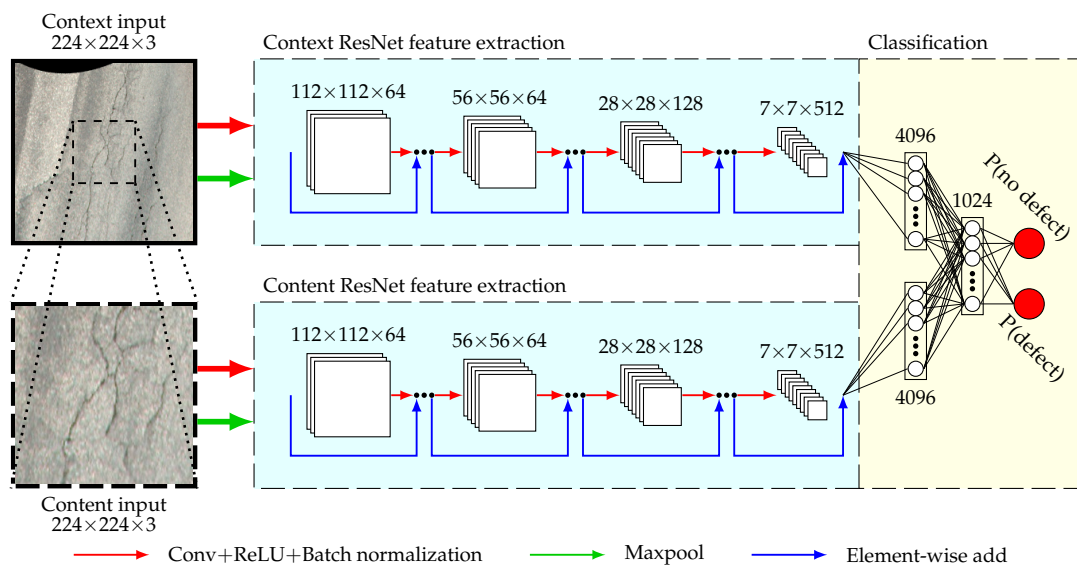 Context input
224×224×3
Context ResNet feature extraction
Classification
112×112×64
56×56×64
28×28×128
7×7×512
4096
1024
P(no defect)
P(defect)
4096
Content ResNet feature extraction
112×112×64
56×56×64
28×28×128
7×7×512
Content input
224×224×3
Conv+ReLU+Batch normalization
Maxpool
Element-wise add